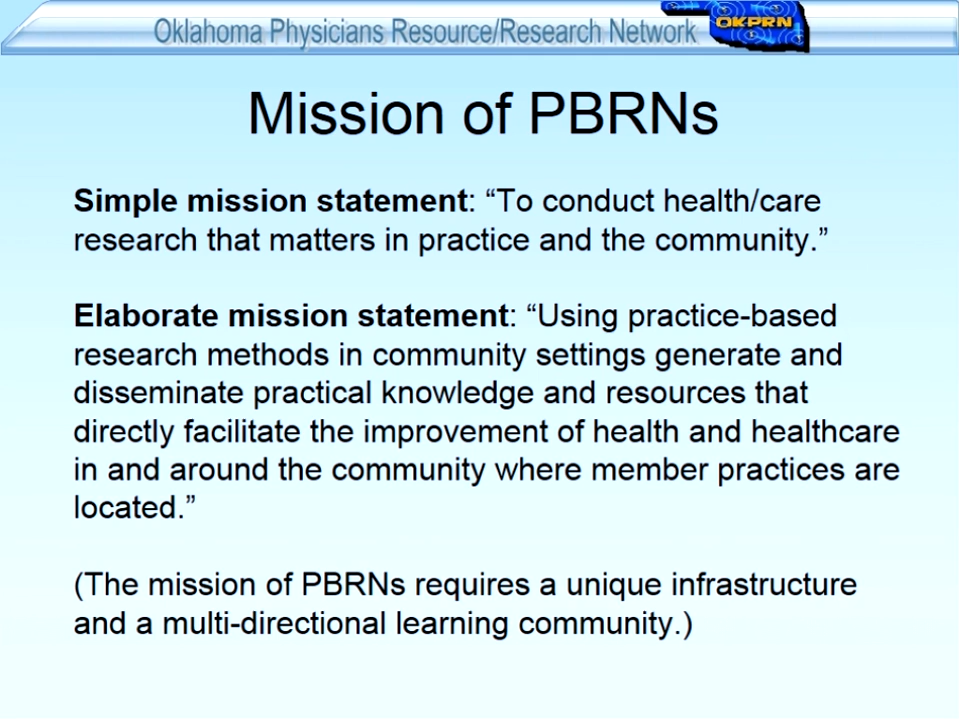 Oklahoma Physicians Resource/Research Network
OKPRN
Mission of PBRNs
Simple mission statement: “To conduct health/care
research that matters in practice and the community.”
Elaborate mission statement: “Using practice-based
research methods in community settings generate and
disseminate practical knowledge and resources that
directly facilitate the improvement of health and healthcare
in and around the community where member practices are
located.”
(The mission of PBRNs requires a unique infrastructure
and a multi-directional learning community.)